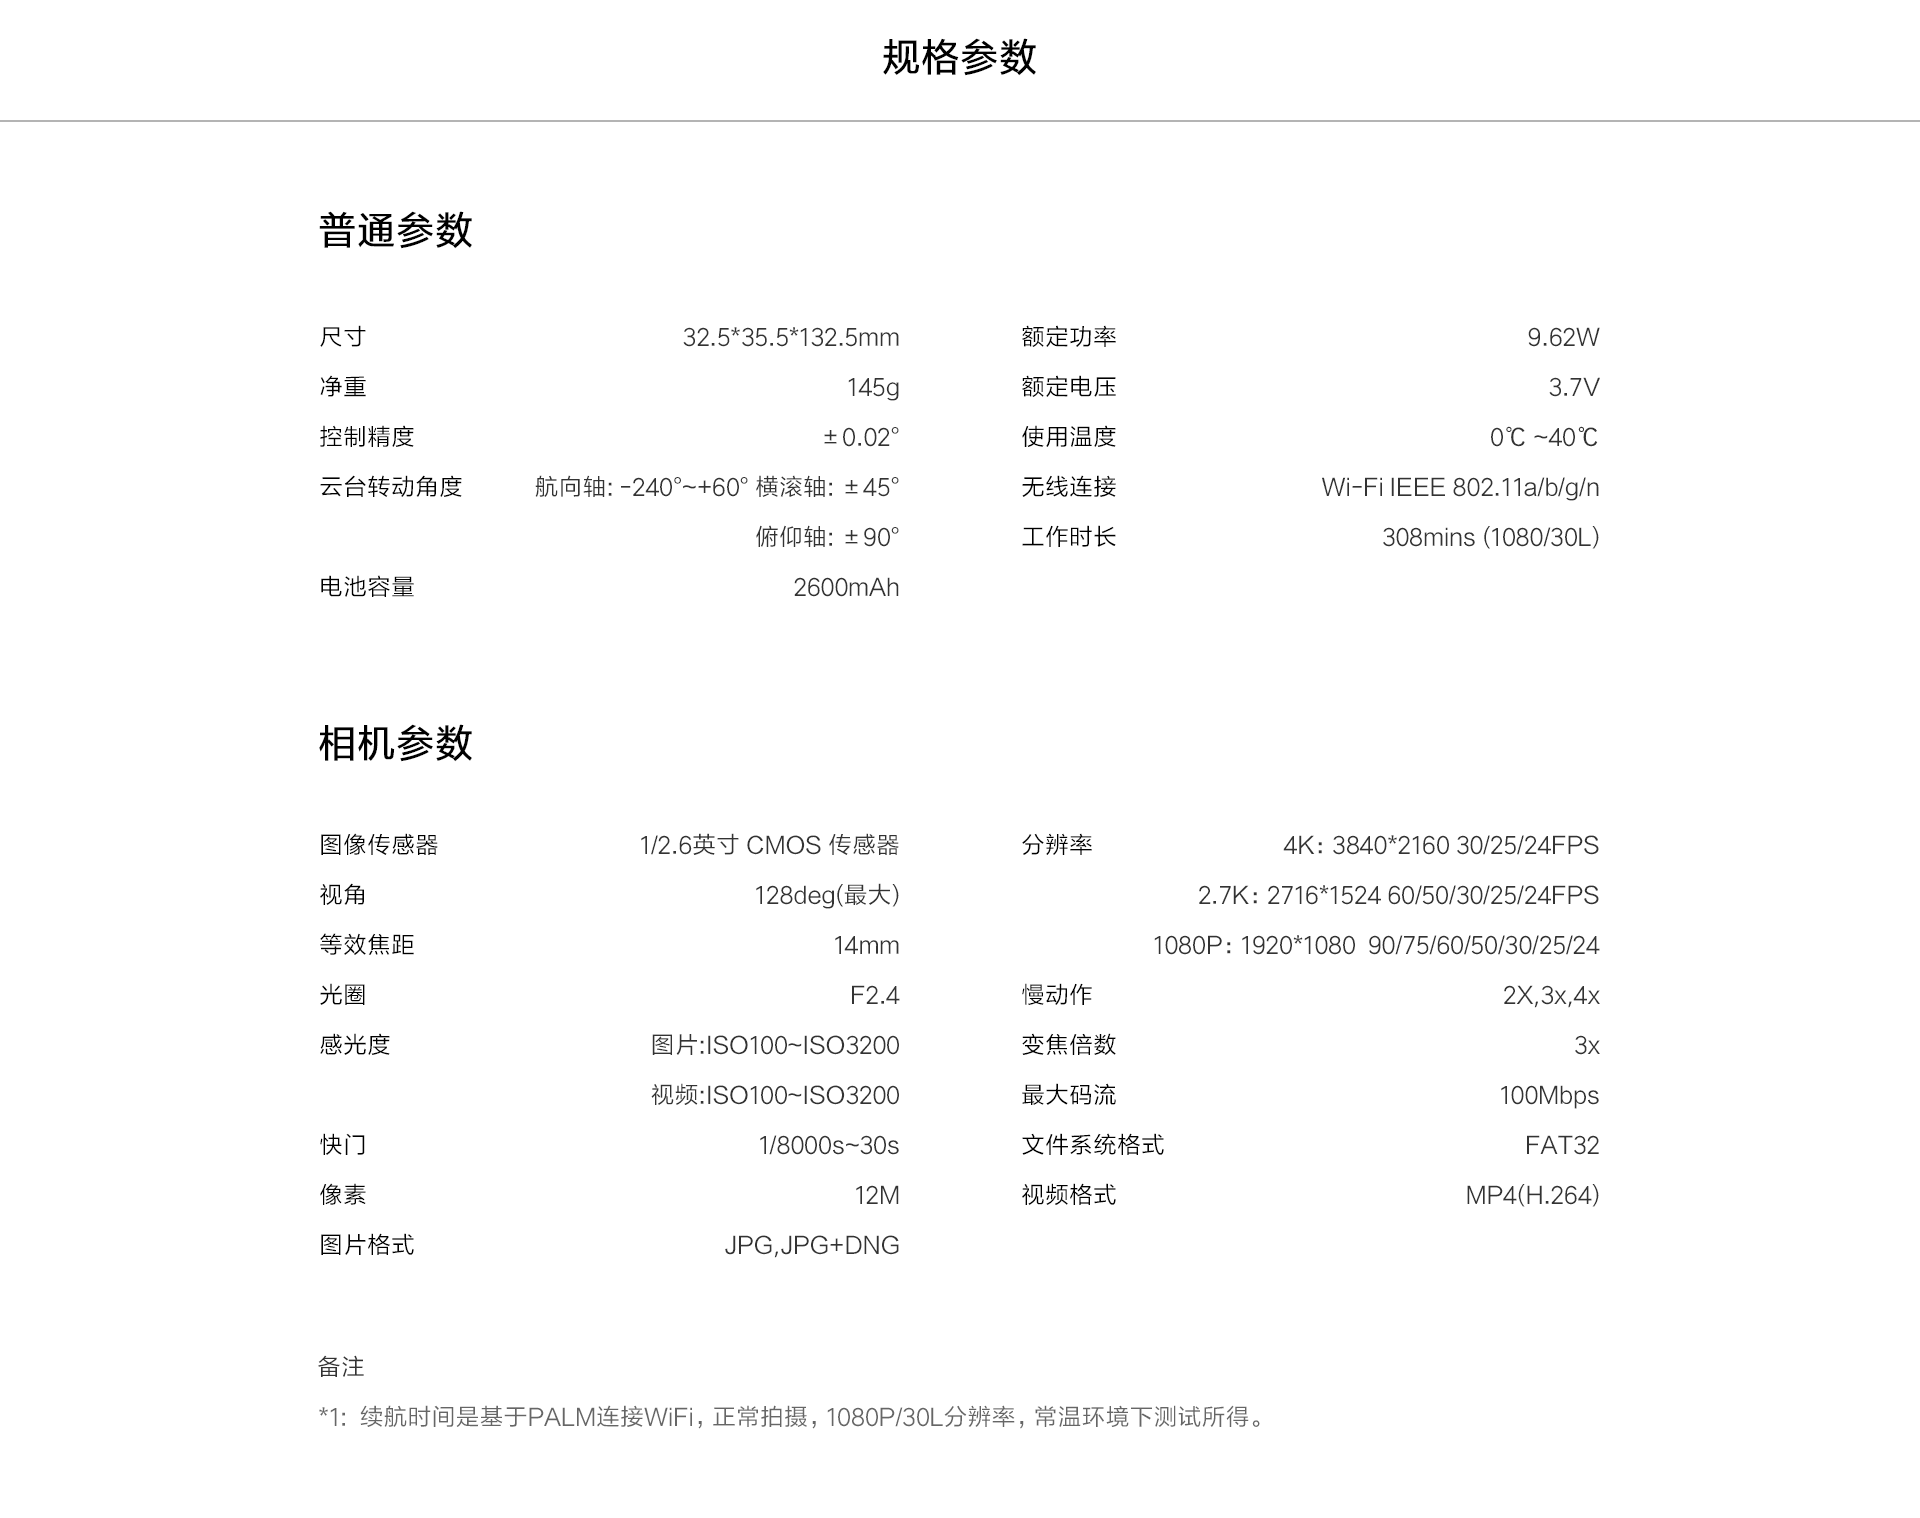 规格参数
普通参数
尺寸 32.5*35.5*132.5mm
净重 145g
控制精度 ±0.02°
云台转动角度 航向轴: -240°~+60° 横滚轴: ±45°
俯仰轴: ±90°
电池容量 2600mAh
额定功率 9.62W
额定电压 3.7V
使用温度 0℃ ~40℃
无线连接 Wi-Fi IEEE 802.11a/b/g/n
工作时长 308mins (1080/30L)
相机参数
图像传感器 1/2.6英寸 CMOS 传感器
视角 128deg(最大)
等效焦距 14mm
光圈 F2.4
感光度 图片:ISO100~ISO3200
视频:ISO100~ISO3200
快门 1/8000s~30s
像素 12M
图片格式 JPG,JPG+DNG
分辨率 4K: 3840*2160 30/25/24FPS
2.7K: 2716*1524 60/50/30/25/24FPS
1080P: 1920*1080 90/75/60/50/30/25/24
慢动作 2X,3x,4x
变焦倍数 3x
最大码流 100Mbps
文件系统格式 FAT32
视频格式 MP4(H.264)
备注
*1: 续航时间是基于PALM连接WiFi, 正常拍摄, 1080P/30L分辨率, 常温环境下测试所得。